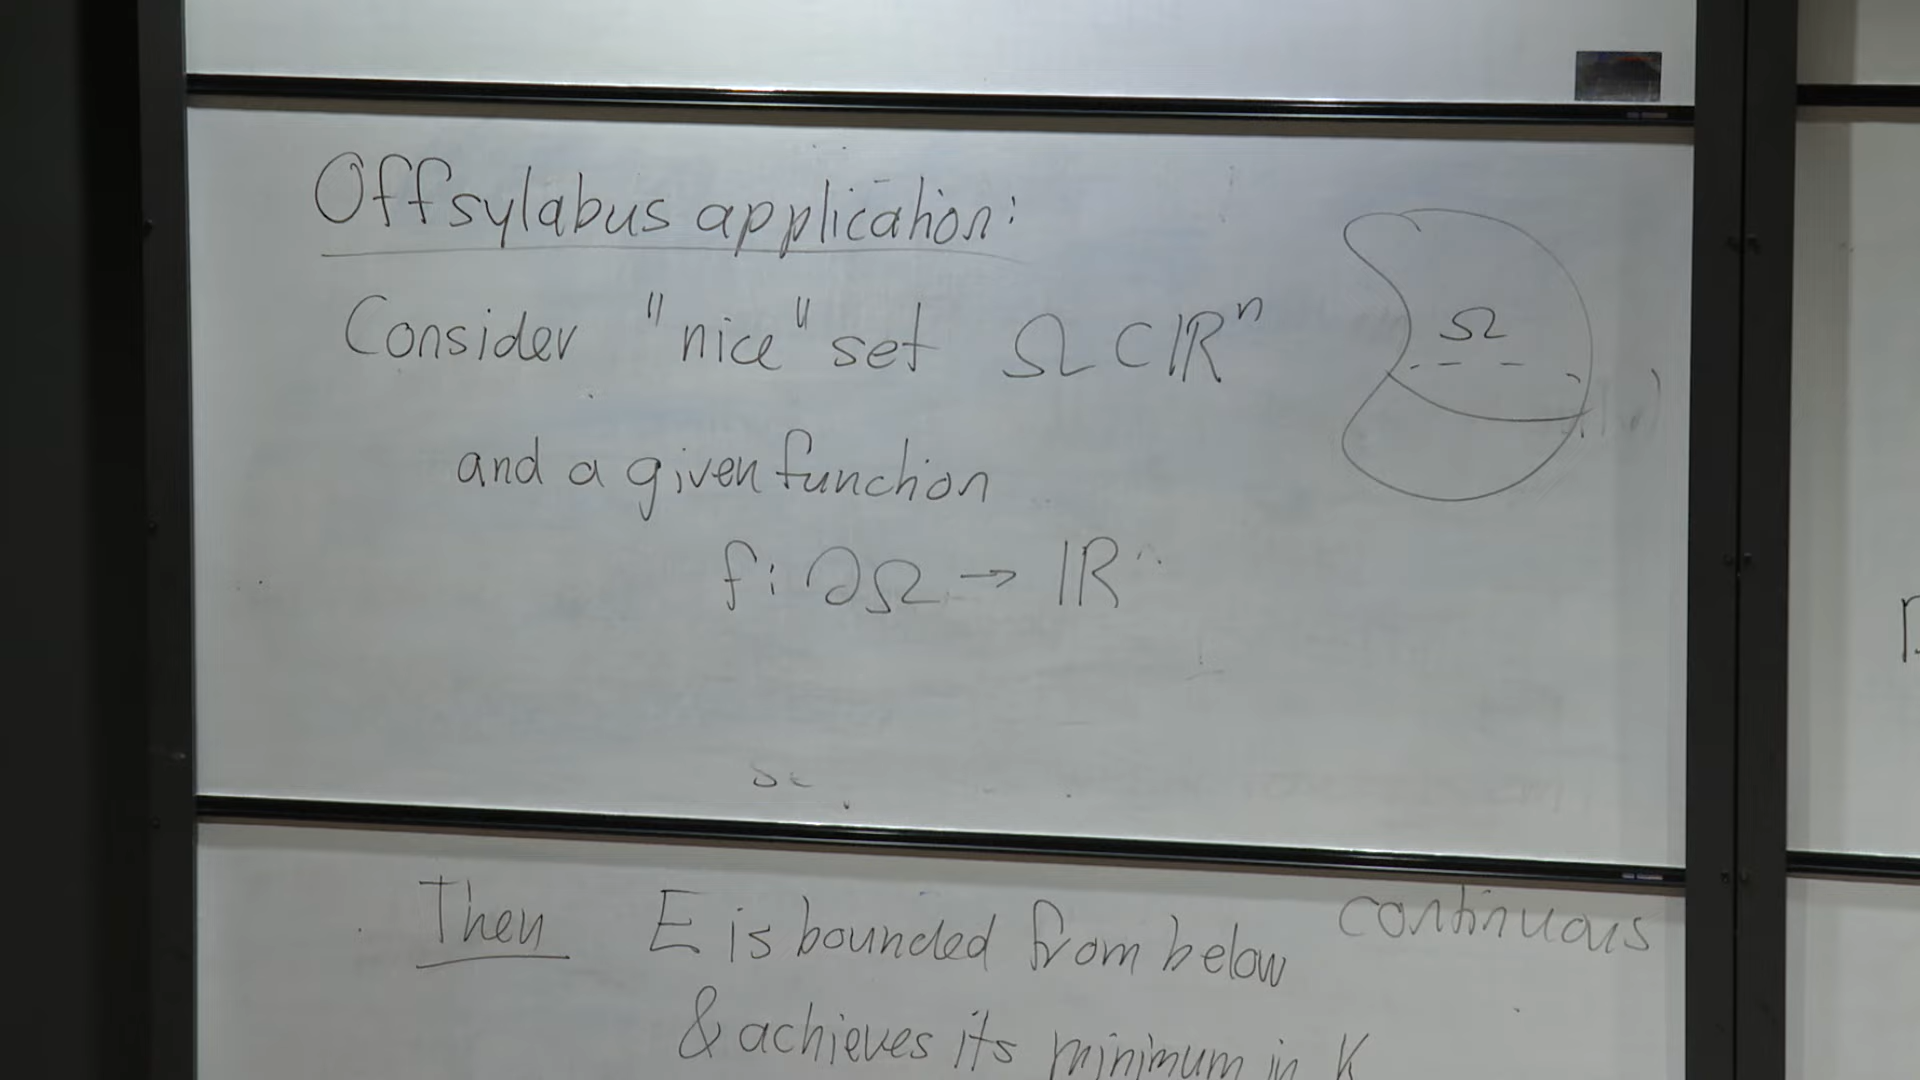 Offsylabus application:
Consider "nice" set Ω ⊂ ℝⁿ
Ω
and a given function
f: ∂Ω → ℝ
Then E is bounded from below
continuous
& achieves its minimum in K